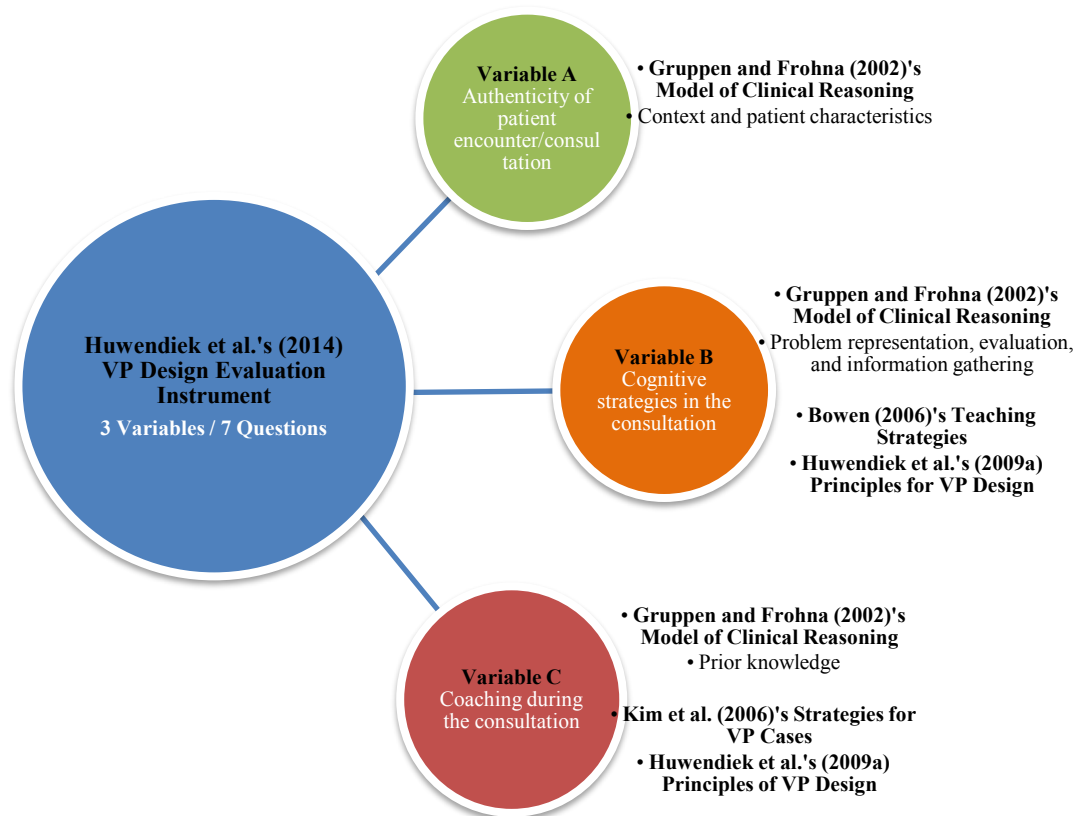 Variable A
Authenticity of
patient
encounter/consul
tation
• Gruppen and Frohna (2002)'s
Model of Clinical Reasoning
• Context and patient characteristics
Huwendiek et al.'s (2014)
VP Design Evaluation
Instrument
3 Variables / 7 Questions
Variable B
Cognitive
strategies in the
consultation
• Gruppen and Frohna (2002)'s
Model of Clinical Reasoning
• Problem representation, evaluation,
and information gathering
• Bowen (2006)'s Teaching
Strategies
• Huwendiek et al.'s (2009a)
Principles for VP Design
Variable C
Coaching during
the consultation
• Gruppen and Frohna (2002)'s
Model of Clinical Reasoning
• Prior knowledge
• Kim et al. (2006)'s Strategies for
VP Cases
• Huwendiek et al.'s (2009a)
Principles of VP Design